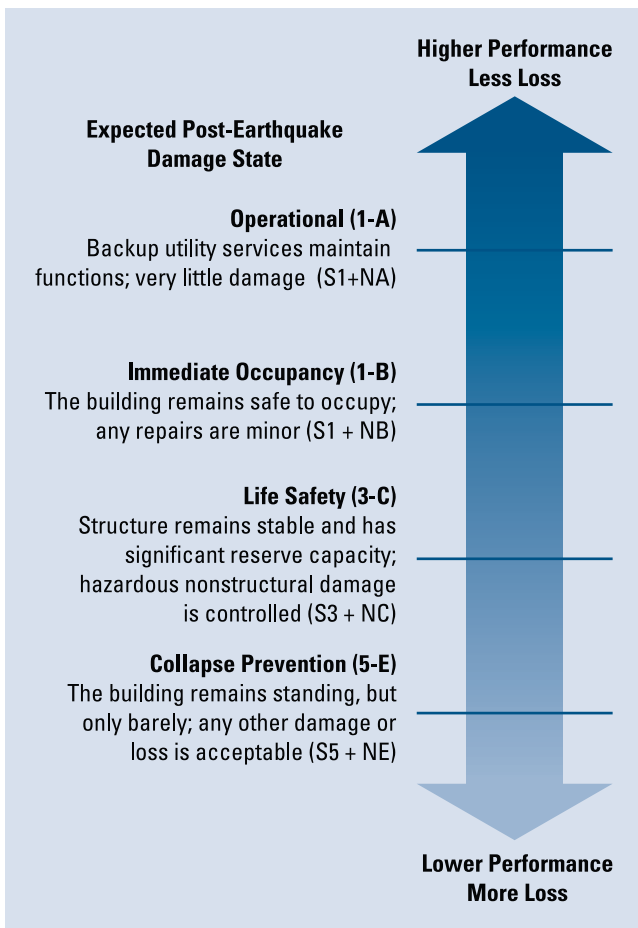 Higher Performance
Less Loss
Expected Post-Earthquake
Damage State
Operational (1-A)
Backup utility services maintain
functions; very little damage (S1+NA)
Immediate Occupancy (1-B)
The building remains safe to occupy;
any repairs are minor (S1 + NB)
Life Safety (3-C)
Structure remains stable and has
significant reserve capacity;
hazardous nonstructural damage
is controlled (S3 + NC)
Collapse Prevention (5-E)
The building remains standing, but
only barely; any other damage or
loss is acceptable (S5 + NE)
Lower Performance
More Loss